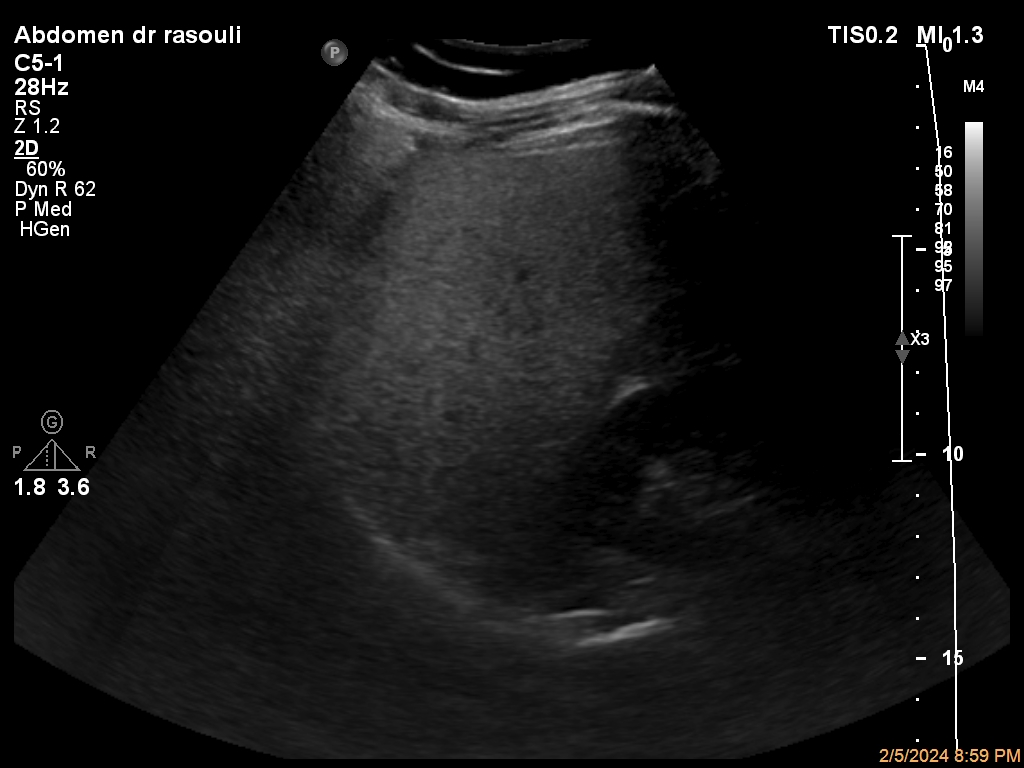 Abdomen dr rasouli
TIS0.2 MI 1.3
C5-1
28Hz
RS
Z 1.2
2D
60%
Dyn R 62
P Med
HGen
P
0
M4
16
50
58
70
81
95
97
X3
G
P R
1.8 3.6
10
15
2/5/2024 8:59 PM